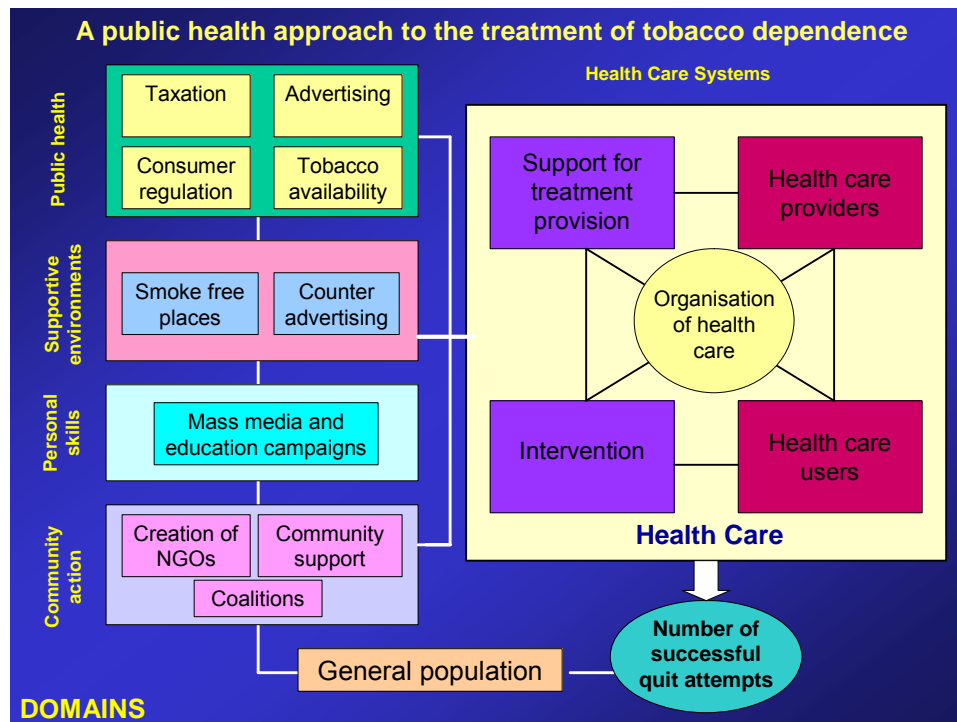 A public health approach to the treatment of tobacco dependence
Health Care Systems
Public health
Taxation
Advertising
Consumer
regulation
Tobacco
availability
Supportive
environments
Smoke free
places
Counter
advertising
Personal
skills
Mass media and
education campaigns
Community
action
Creation of
NGOs
Community
support
Coalitions
Support for
treatment
provision
Health care
providers
Organisation
of health
care
Intervention
Health care
users
Health Care
General population
Number of
successful
quit attempts
DOMAINS